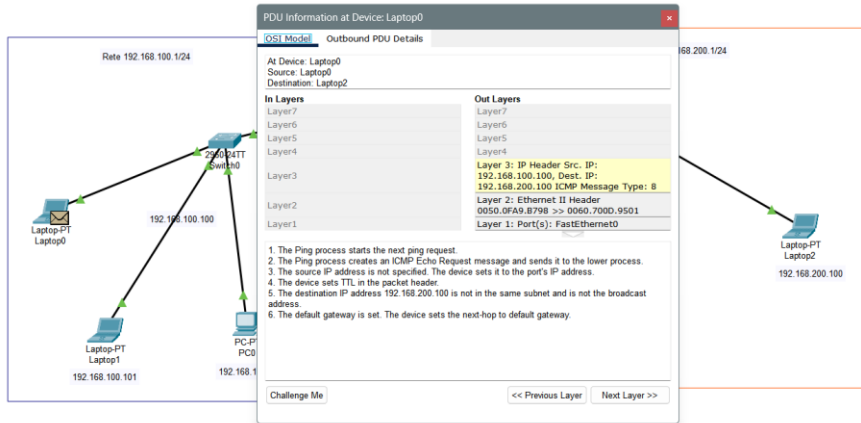 PDU Information at Device: Laptop0
OSI Model Outbound PDU Details
At Device: Laptop0
Source: Laptop0
Destination: Laptop2
In Layers Out Layers
Layer7 Layer7
Layer6 Layer6
Layer5 Layer5
Layer4 Layer4
Layer3
Layer 3: IP Header Src. IP:
192.168.100.100, Dest. IP:
192.168.200.100 ICMP Message Type: 8
Layer2
Layer 2: Ethernet II Header
0050.0FA9.B798 >> 0060.700D.9501
Layer1 Layer 1: Port(s): FastEthernet0
1. The Ping process starts the next ping request.
2. The Ping process creates an ICMP Echo Request message and sends it to the lower process.
3. The source IP address is not specified. The device sets it to the port's IP address.
4. The device sets TTL in the packet header.
5. The destination IP address 192.168.200.100 is not in the same subnet and is not the broadcast
address.
6. The default gateway is set. The device sets the next-hop to default gateway.
Challenge Me << Previous Layer Next Layer >>
Rete 192.168.100.1/24
68.200.1/24
2950-24TT
Switch0
Laptop-PT
Laptop0
192.168.100.100
Laptop-PT
Laptop1
192.168.100.101
PC-P
PC0
192.168.1
Laptop-PT
Laptop2
192.168.200.100